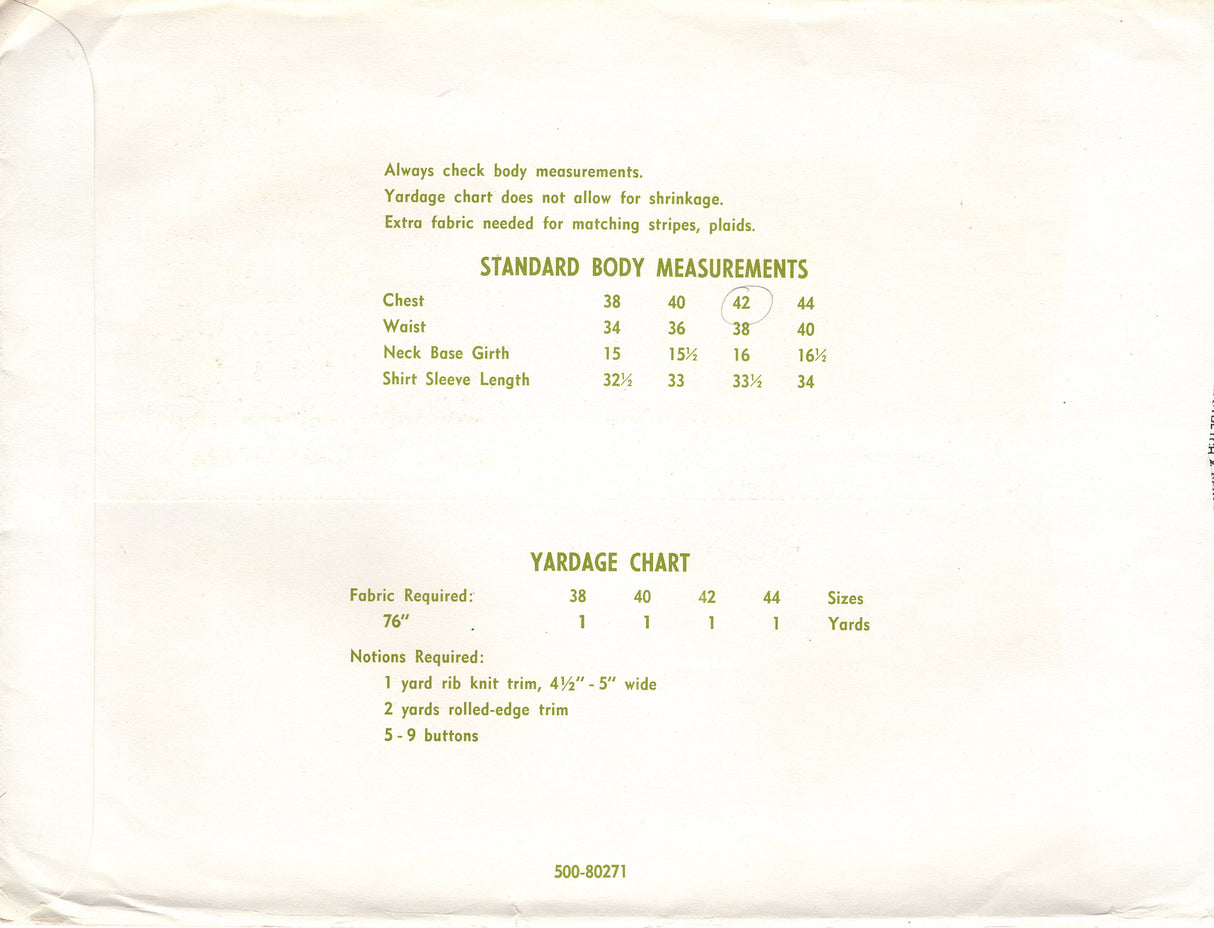 Always check body measurements.
Yardage chart does not allow for shrinkage.
Extra fabric needed for matching stripes, plaids.
STANDARD BODY MEASUREMENTS
Chest 38 40 42 44
Waist 34 36 38 40
Neck Base Girth 15 15½ 16 16½
Shirt Sleeve Length 32½ 33 33½ 34
YARDAGE CHART
Fabric Required: 38 40 42 44 Sizes
76" 1 1 1 1 Yards
Notions Required:
1 yard rib knit trim, 4½" - 5" wide
2 yards rolled-edge trim
5 - 9 buttons
500-80271